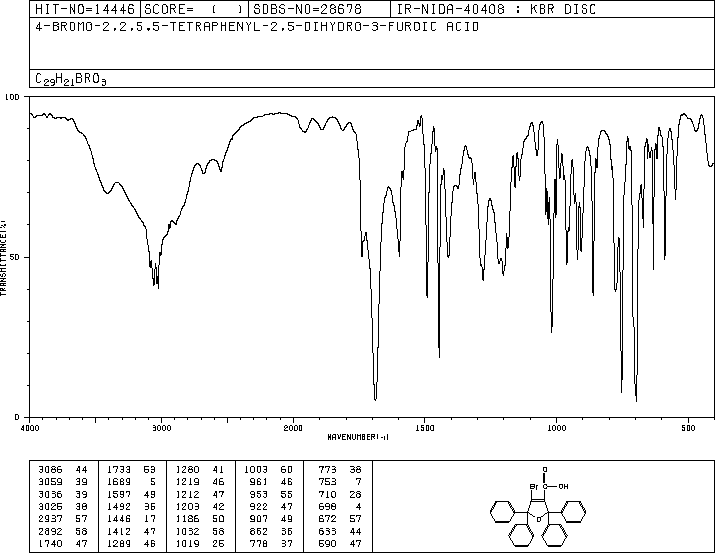 HIT-NO=14446 SCORE= ( ) SDBS-NO=28678 IR-NIDA-40408 : KBR DISC
4-BROMO-2,2,5,5-TETRAPHENYL-2,5-DIHYDRO-3-FUROIC ACID
C29H21BRO3
100
50
0
TRANSMITTANCE(%)
4000 3000 2000 1500 1000 500
WAVENUMBER(-1)
3086 44 1733 53 1280 41 1003 60 773 38
3059 39 1689 5 1219 46 961 46 753 7
3036 39 1597 49 1212 47 953 55 710 28
3025 38 1492 36 1203 42 922 47 698 4
2937 57 1446 17 1186 50 907 49 672 57
2892 58 1412 47 1032 58 862 36 633 44
1740 47 1289 46 1019 25 778 37 590 47
O
Br C OH
O